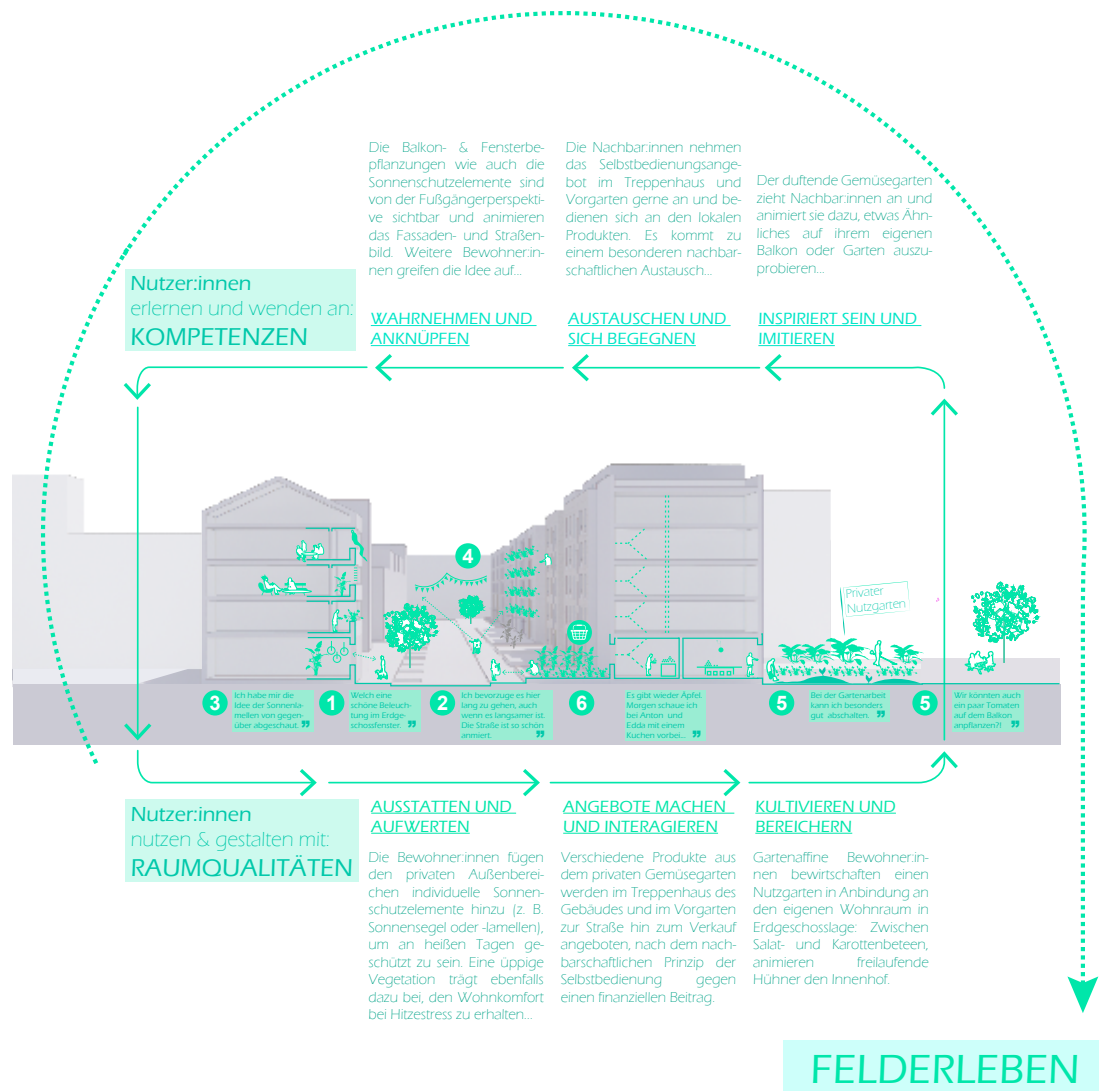 Die Balkon- & Fensterbe-
pflanzungen wie auch die
Sonnenschutzelemente sind
von der Fußgängerperspekti-
ve sichtbar und animieren
das Fassaden- und Straßen-
bild. Weitere Bewohner:in-
nen greifen die Idee auf...
Die Nachbar:innen nehmen
das Selbstbedienungsange-
bot im Treppenhaus und
Vorgarten gerne an und be-
dienen sich an den lokalen
Produkten. Es kommt zu
einem besonderen nachbar-
schaftlichen Austausch...
Der duftende Gemüsegarten
zieht Nachbar:innen an und
animiert sie dazu, etwas Ähn-
liches auf ihrem eigenen
Balkon oder Garten auszu-
probieren...
Nutzer:innen
erlernen und wenden an:
KOMPETENZEN
WAHRNEHMEN UND
ANKNÜPFEN
AUSTAUSCHEN UND
SICH BEGEGNEN
INSPIRIERT SEIN UND
IMITIEREN
4
Privater
Nutzgarten
3
Ich habe mir die
Idee der Sonnenla-
mellen von gegen-
über abgeschaut. ”
1
Welch eine
schöne Beleuch-
tung im Erdge-
schossfenster. ”
2
Ich bevorzuge es hier
lang zu gehen, auch
wenn es langsamer ist.
Die Straße ist so schön
anmiert. ”
6
Es gibt wieder Äpfel.
Morgen schaue ich
bei Anton und
Edda mit einem
Kuchen vorbei... ”
5
Bei der Gartenarbeit
kann ich besonders
gut abschalten. ”
5
Wir könnten auch
ein paar Tomaten
auf dem Balkon
anpflanzen?! ”
Nutzer:innen
nutzen & gestalten mit:
RAUMQUALITÄTEN
AUSSTATTEN UND
AUFWERTEN
Die Bewohner:innen fügen
den privaten Außenberei-
chen individuelle Sonnen-
schutzelemente hinzu (z. B.
Sonnensegel oder -lamellen),
um an heißen Tagen ge-
schützt zu sein. Eine üppige
Vegetation trägt ebenfalls
dazu bei, den Wohnkomfort
bei Hitzestress zu erhalten...
ANGEBOTE MACHEN
UND INTERAGIEREN
Verschiedene Produkte aus
dem privaten Gemüsegarten
werden im Treppenhaus des
Gebäudes und im Vorgarten
zur Straße hin zum Verkauf
angeboten, nach dem nach-
barschaftlichen Prinzip der
Selbstbedienung gegen
einen finanziellen Beitrag.
KULTIVIEREN UND
BEREICHERN
Gartenaffine Bewohner:in-
nen bewirtschaften einen
Nutzgarten in Anbindung an
den eigenen Wohnraum in
Erdgeschosslage: Zwischen
Salat- und Karottenbeteen,
animieren freilaufende
Hühner den Innenhof.
FELDERLEBEN